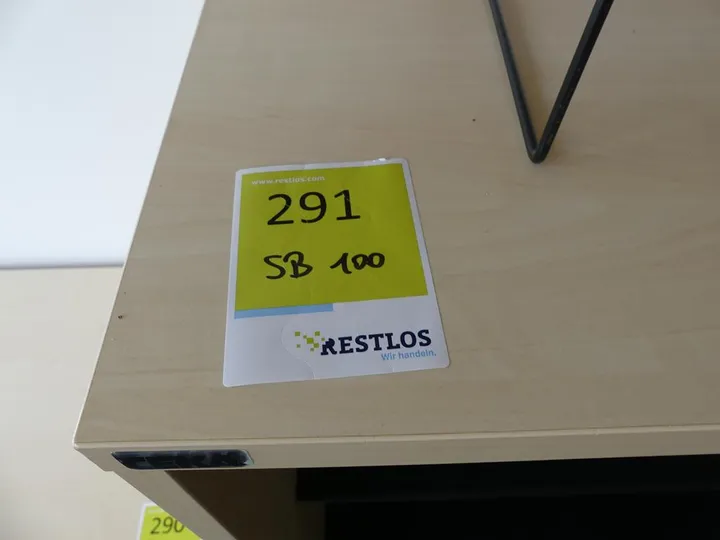 www.restlos.com
291
SB 100
RESTLOS
Wir handeln.
290